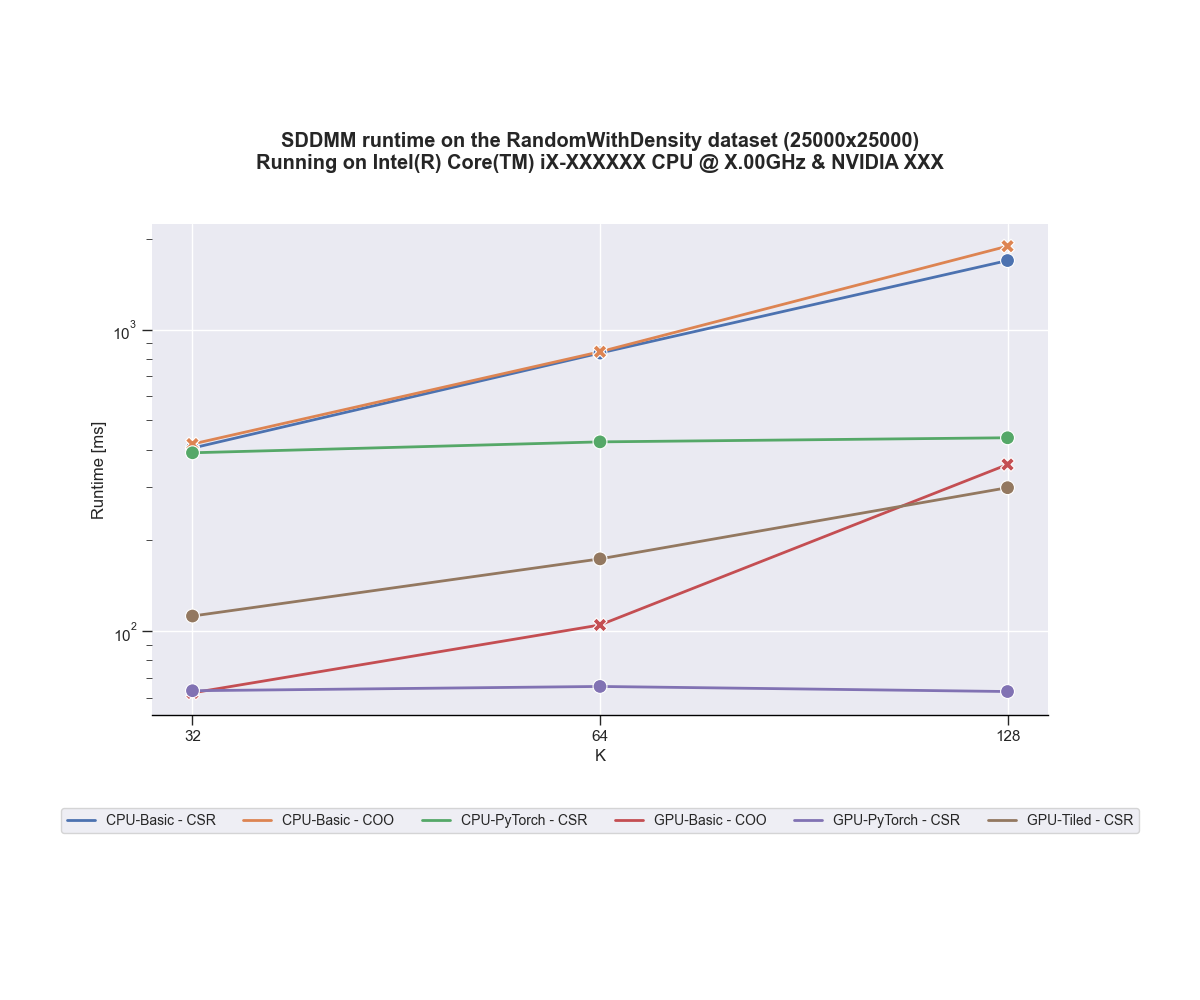 SDDMM runtime on the RandomWithDensity dataset (25000x25000)
Running on Intel(R) Core(TM) iX-XXXXXX CPU @ X.00GHz & NVIDIA XXX
10³
Runtime [ms]
10²
32 64 128
K
CPU-Basic - CSR CPU-Basic - COO CPU-PyTorch - CSR GPU-Basic - COO GPU-PyTorch - CSR GPU-Tiled - CSR